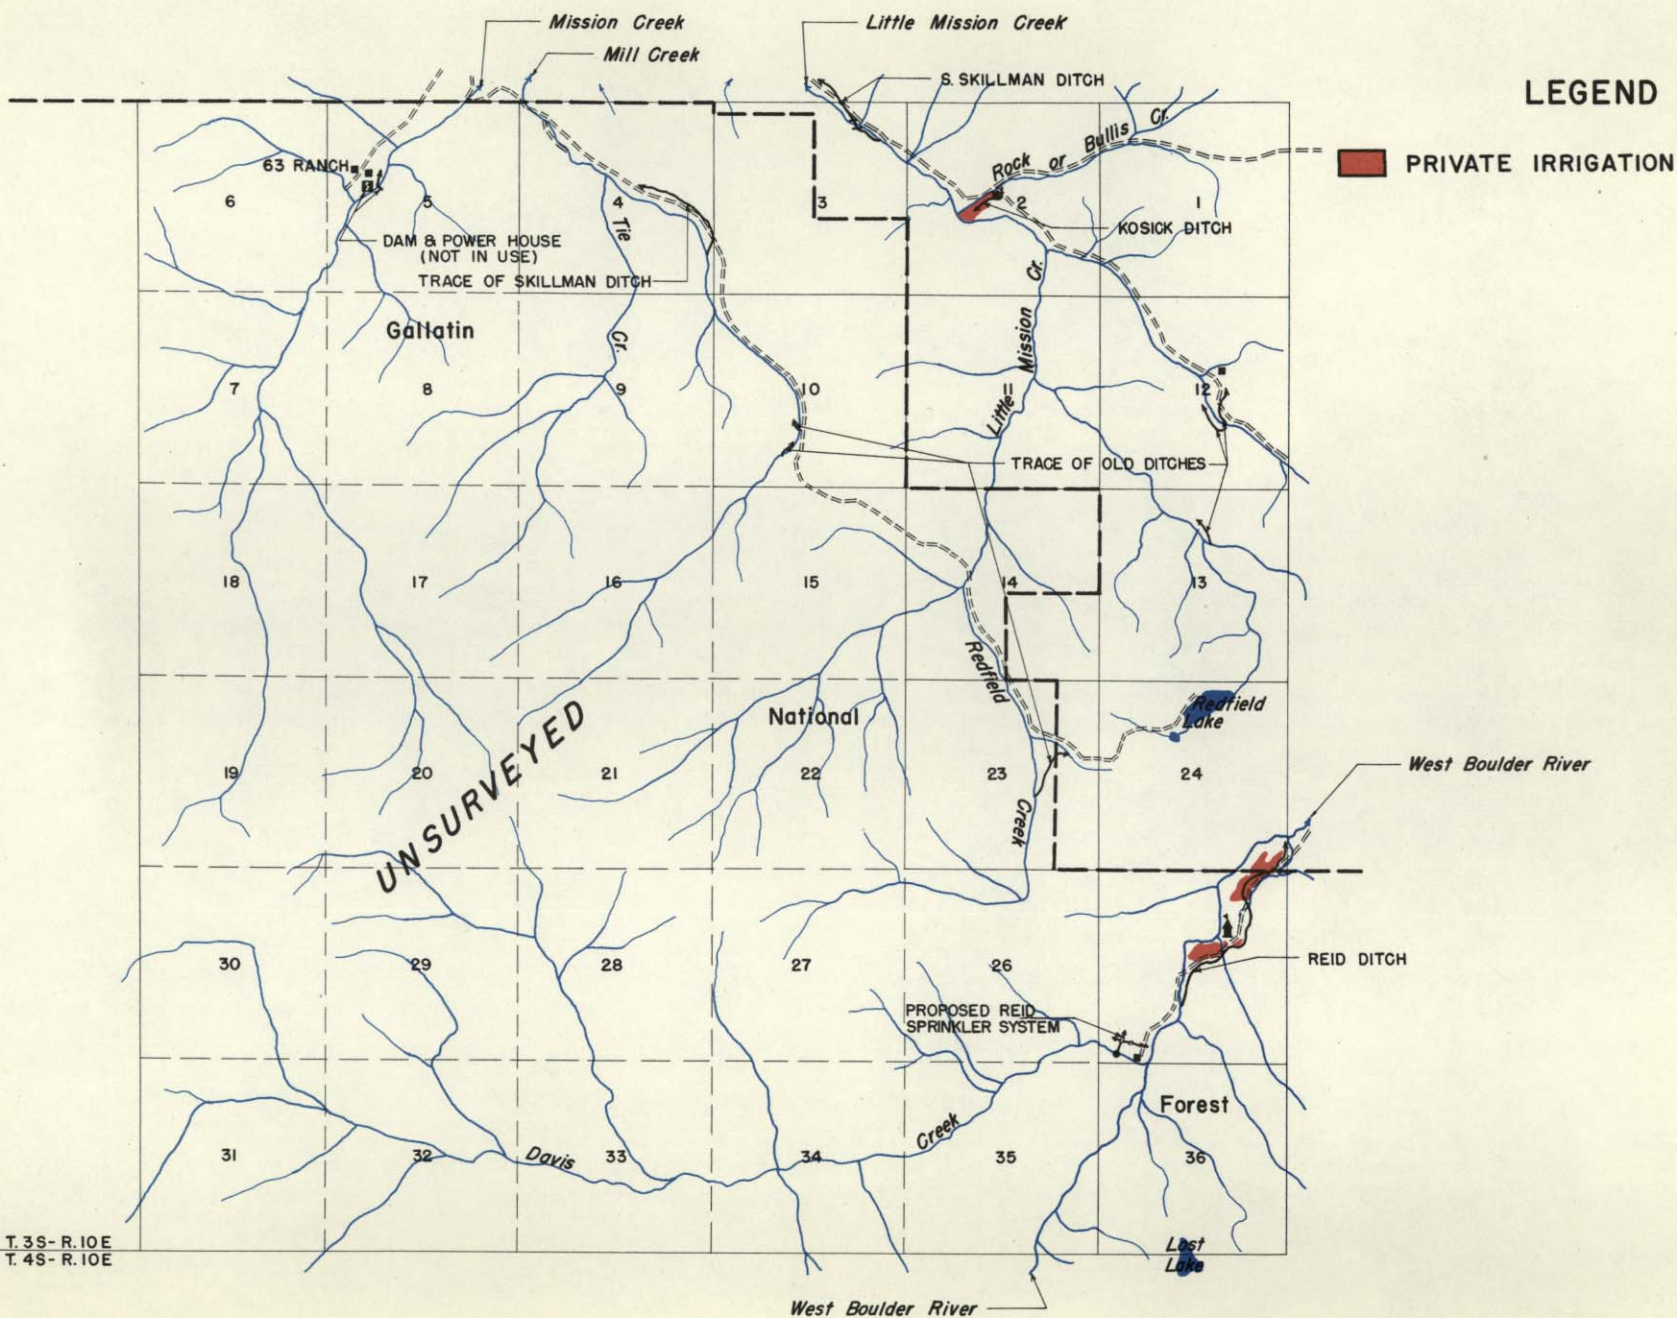 Mission Creek
Little Mission Creek
Mill Creek
S. SKILLMAN DITCH
LEGEND
PRIVATE IRRIGATION
Rock or Bullis Cr.
63 RANCH
6
5
4
3
2
1
KOSICK DITCH
DAM & POWER HOUSE
(NOT IN USE)
TRACE OF SKILLMAN DITCH
Tie Cr.
Gallatin
Little Mission Cr.
7
8
9
10
11
12
TRACE OF OLD DITCHES
18
17
16
15
14
13
Redfield Creek
Redfield
Lake
National
UNSURVEYED
19
20
21
22
23
24
West Boulder River
30
29
28
27
26
REID DITCH
PROPOSED REID
SPRINKLER SYSTEM
Forest
31
32
33
34
35
36
Davis Creek
T. 3S- R. 10E
T. 4S- R. 10E
Lost
Lake
West Boulder River